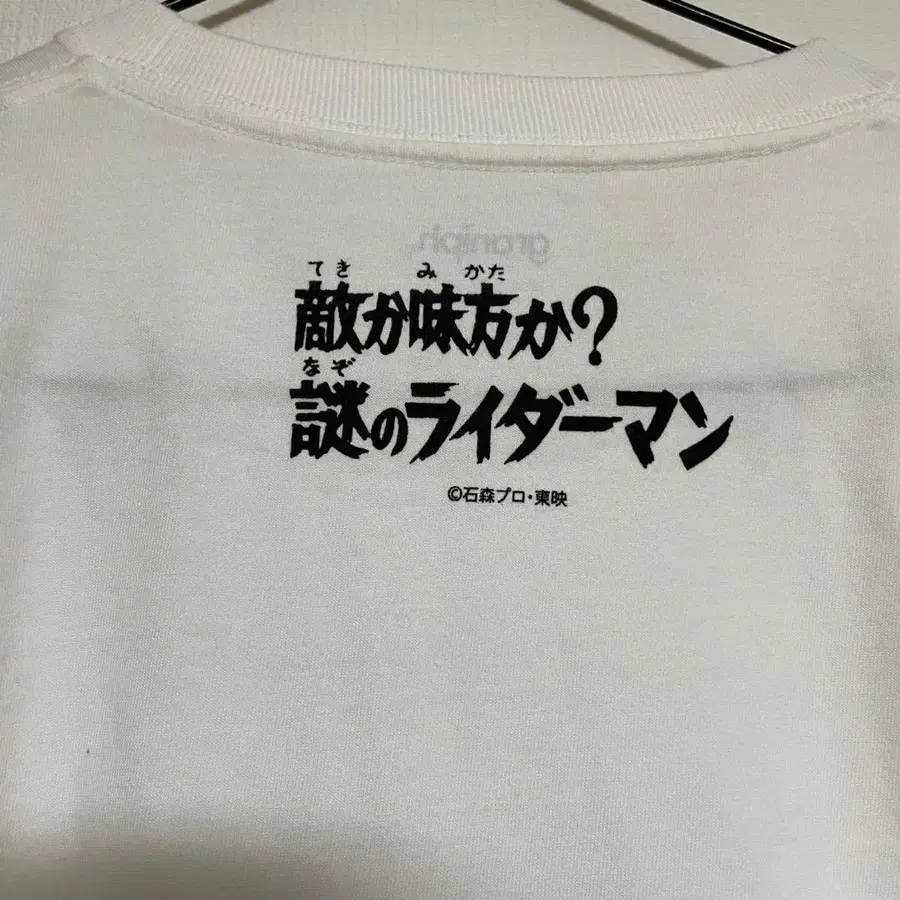 graniph.
てき み かた
敵か味方か?
なぞ
謎のライダーマン
©石森プロ・東映